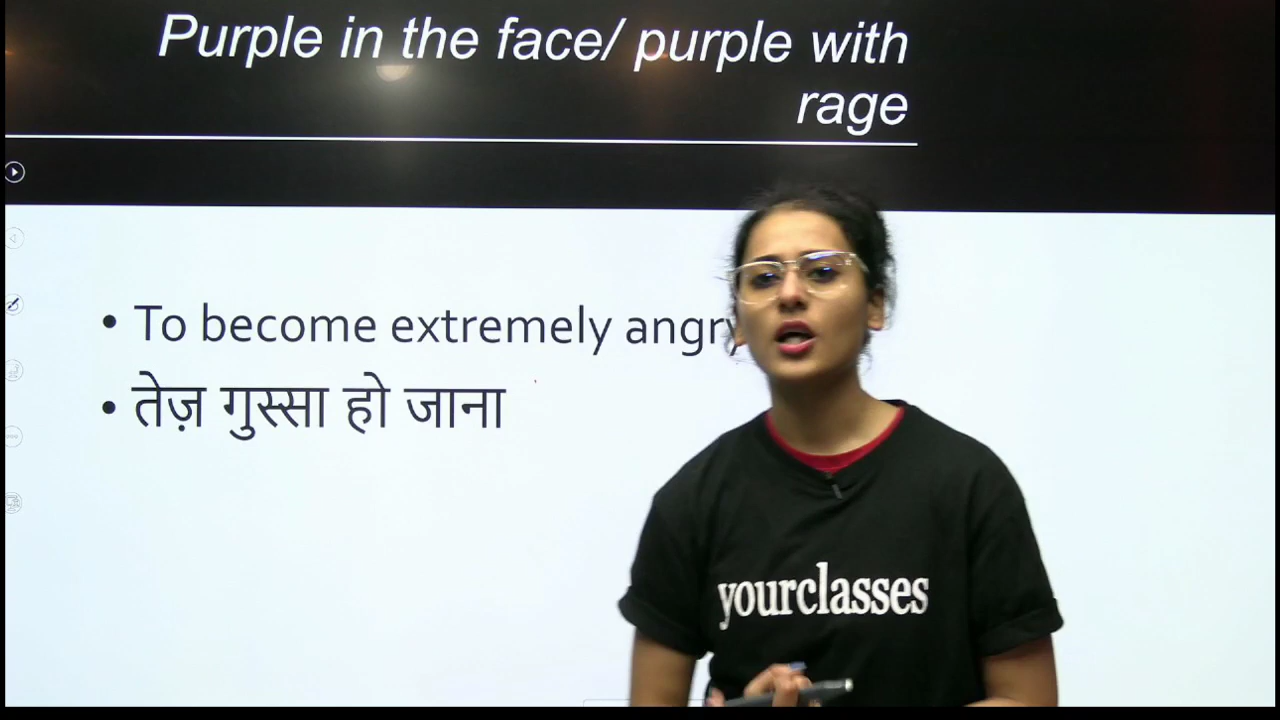 Purple in the face/ purple with
rage
• To become extremely angry
• तेज़ गुस्सा हो जाना
yourclasses